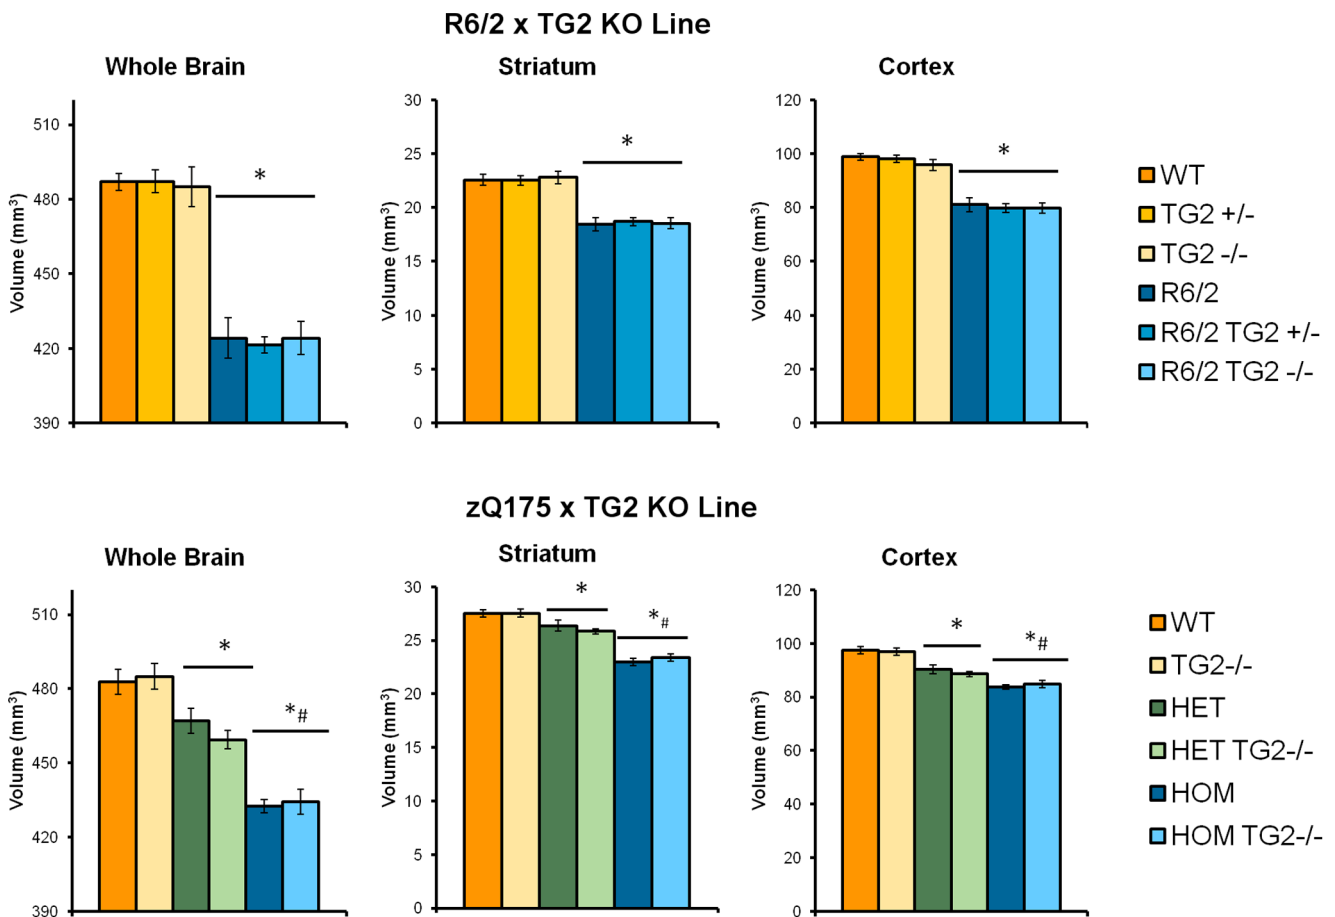 R6/2 x TG2 KO Line
Whole Brain
Volume (mm³)
510
480
450
420
390
*
Striatum
Volume (mm³)
30
25
20
15
10
5
0
*
Cortex
Volume (mm³)
120
100
80
60
40
20
0
*
WT
TG2 +/-
TG2 -/-
R6/2
R6/2 TG2 +/-
R6/2 TG2 -/-
zQ175 x TG2 KO Line
Whole Brain
Volume (mm³)
510
480
450
420
390
*
*#
Striatum
Volume (mm³)
30
25
20
15
10
5
0
*
*#
Cortex
Volume (mm³)
120
100
80
60
40
20
0
*
*#
WT
TG2-/-
HET
HET TG2-/-
HOM
HOM TG2-/-